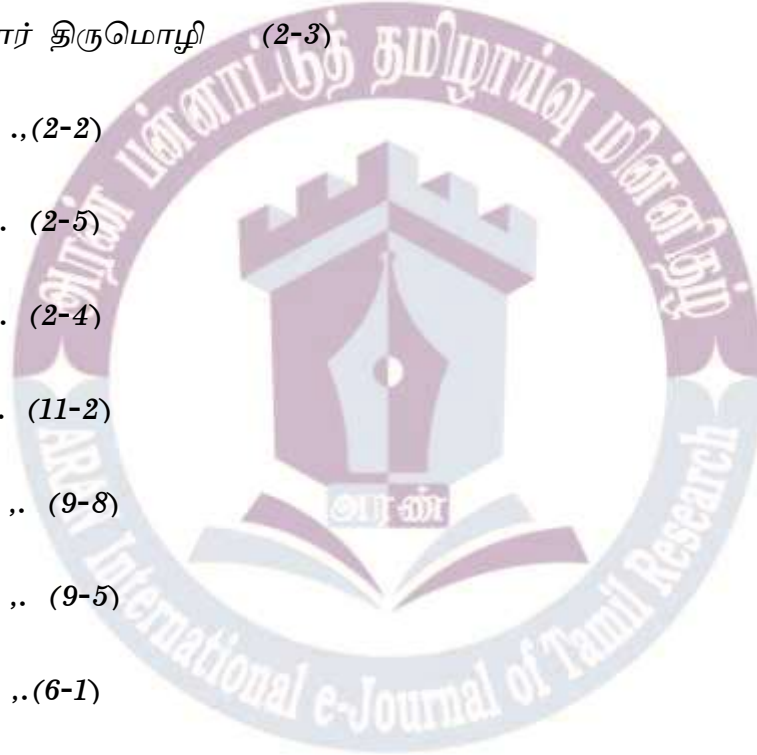 ார் திருமொழி (2-3)
.,(2-2)
. (2-5)
. (2-4)
. (11-2)
,. (9-8)
,. (9-5)
,.(6-1)
அரண் பன்னாட்டுத் தமிழாய்வு மின்னிதழ்
அரண்
ARAN International e-Journal of Tamil Research